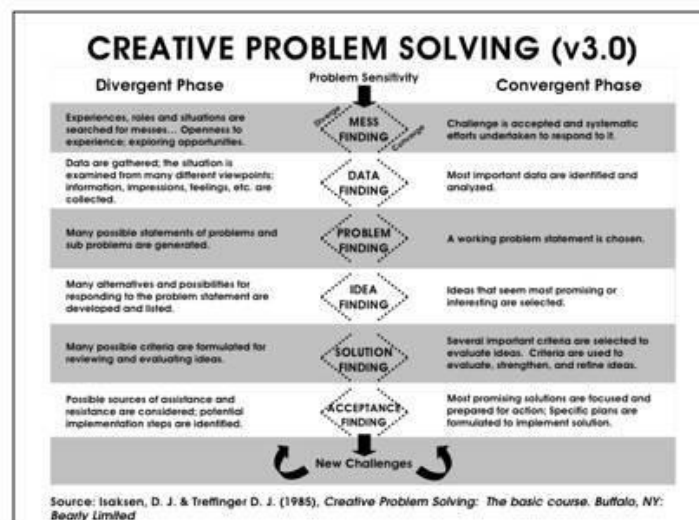 CREATIVE PROBLEM SOLVING (v3.0)
Divergent Phase
Problem Sensitivity
Convergent Phase
Experiences, roles and situations are
searched for messes... Openness to
experience; exploring opportunities.
Diverge
MESS
FINDING
Converge
Challenge is accepted and systematic
efforts undertaken to respond to it.
Data are gathered; the situation is
examined from many different viewpoints;
information, impressions, feelings, etc. are
collected.
DATA
FINDING
Most important data are identified and
analyzed.
Many possible statements of problems and
sub problems are generated.
PROBLEM
FINDING
A working problem statement is chosen.
Many alternatives and possibilities for
responding to the problem statement are
developed and listed.
IDEA
FINDING
Ideas that seem most promising or
interesting are selected.
Many possible criteria are formulated for
reviewing and evaluating ideas.
SOLUTION
FINDING
Several important criteria are selected to
evaluate ideas. Criteria are used to
evaluate, strengthen, and refine ideas.
Possible sources of assistance and
resistance are considered; potential
implementation steps are identified.
ACCEPTANCE
FINDING
Most promising solutions are focused and
prepared for action; Specific plans are
formulated to implement solution.
New Challenges
Source: Isaksen, D. J. & Treffinger D. J. (1985), Creative Problem Solving: The basic course. Buffalo, NY:
Bearly Limited